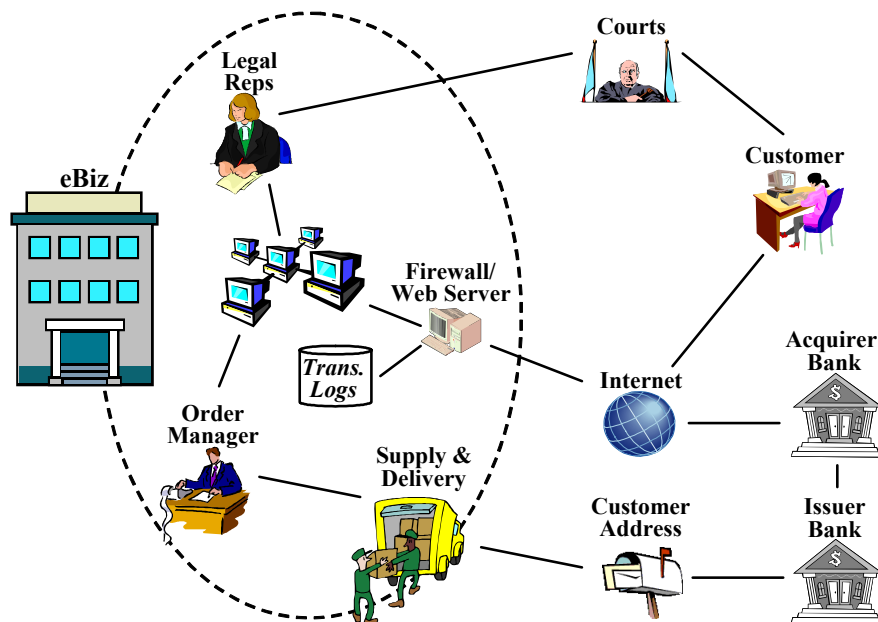 Courts
Legal
Reps
Customer
eBiz
Firewall/
Web Server
Trans.
Logs
Internet
Acquirer
Bank
$
Order
Manager
Supply &
Delivery
Customer
Address
Issuer
Bank
$